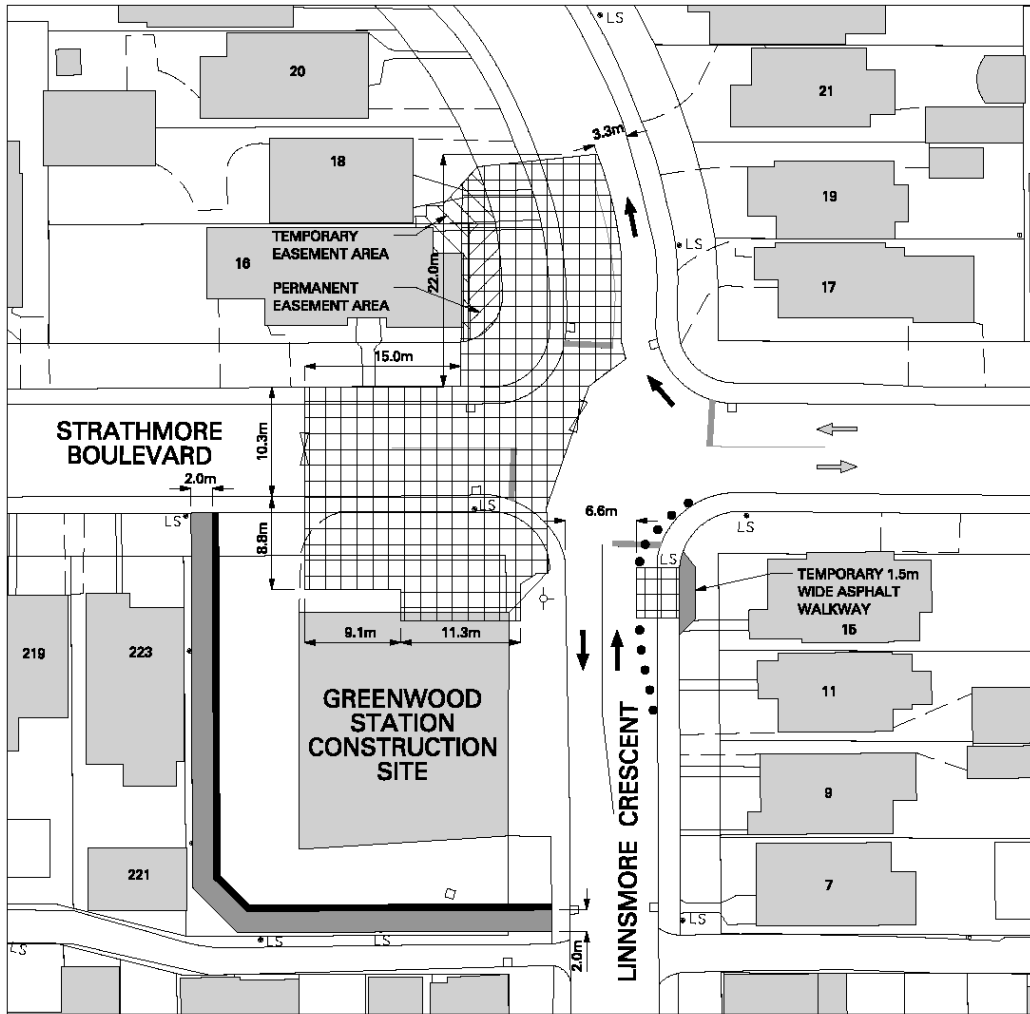 LS
20
21
3.3m
18
19
TEMPORARY
EASEMENT AREA
LS
16
22.0m
17
PERMANENT
EASEMENT AREA
15.0m
STRATHMORE
BOULEVARD
10.3m
2.0m
LS
LS
6.6m
LS
8.8m
LS
TEMPORARY 1.5m
WIDE ASPHALT
WALKWAY
15
9.1m
11.3m
219
223
11
GREENWOOD
STATION
CONSTRUCTION
SITE
LINNSMORE CRESCENT
9
221
7
LS
LS
LS
LS
2.0m